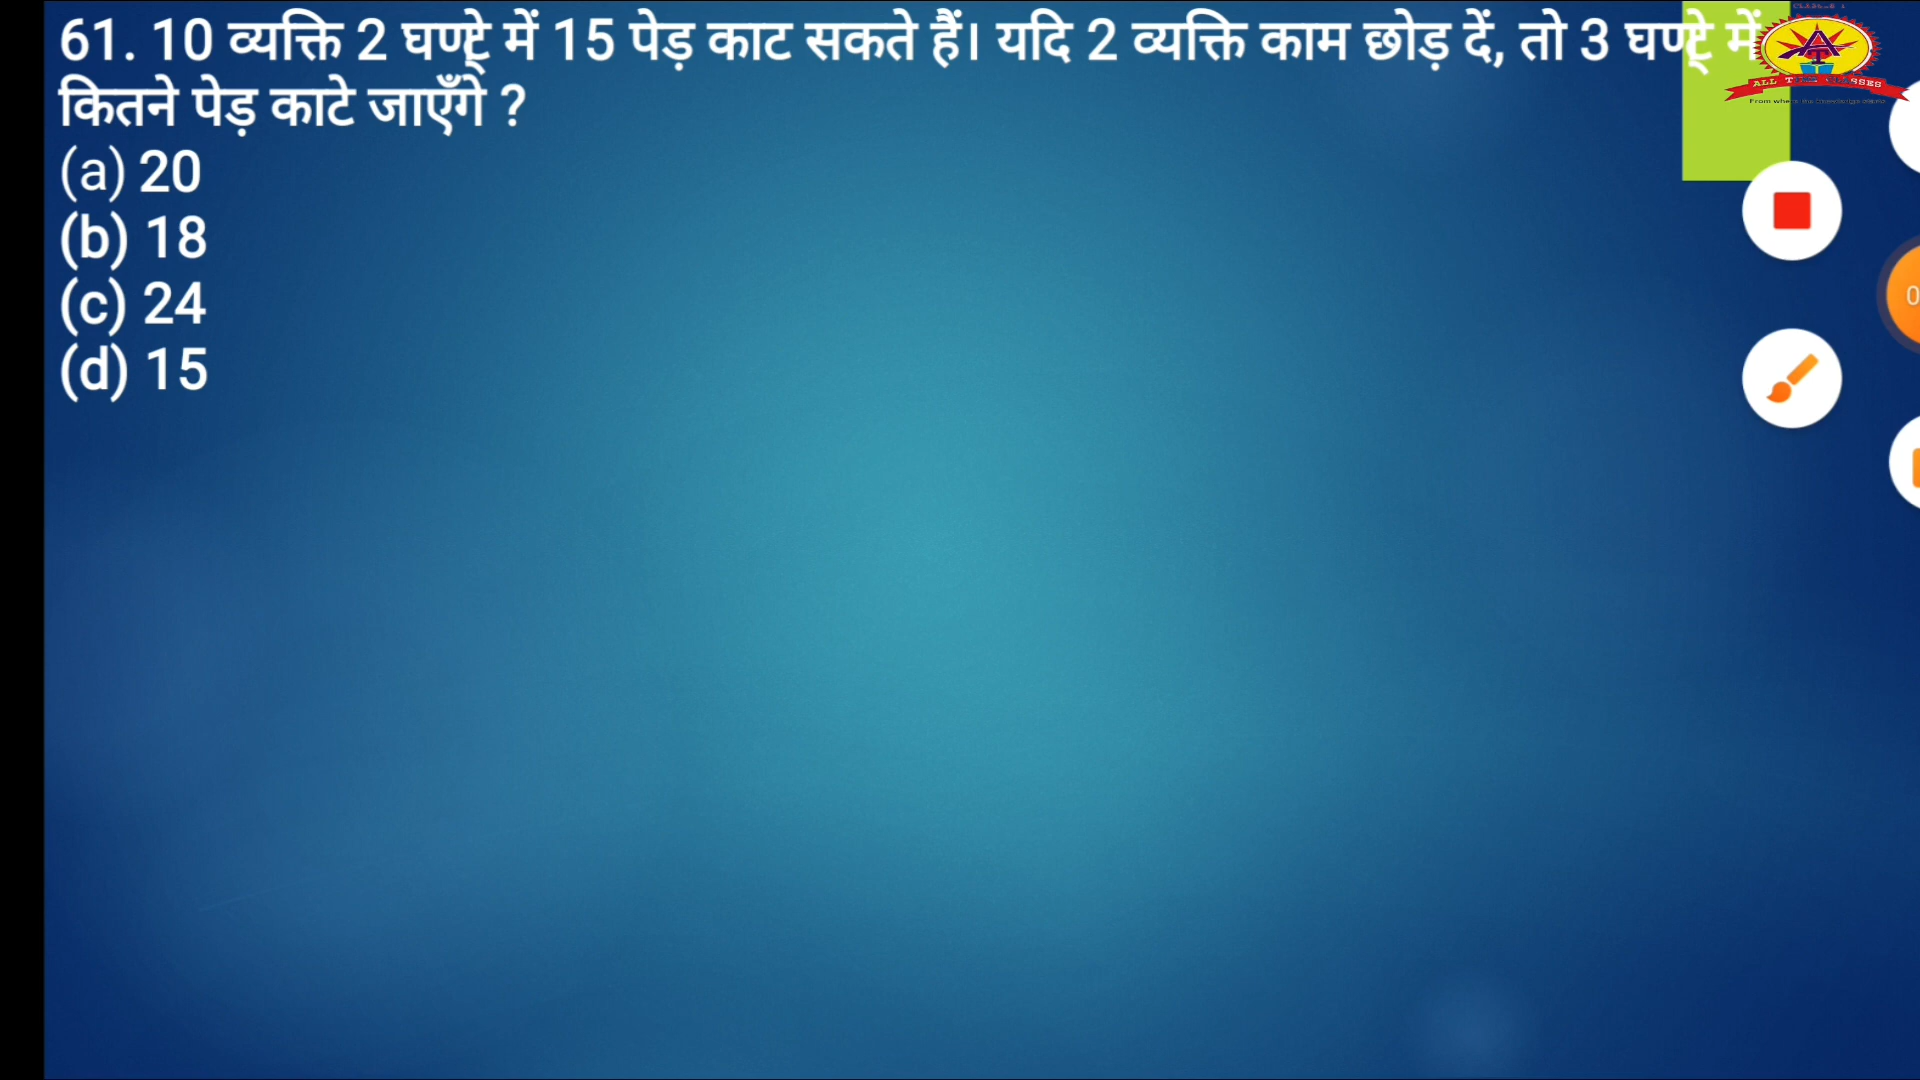 61. 10 व्यक्ति 2 घण्टे में 15 पेड़ काट सकते हैं। यदि 2 व्यक्ति काम छोड़ दें, तो 3 घण्टे में
कितने पेड़ काटे जाएँगे ?
(a) 20
(b) 18
(c) 24
(d) 15